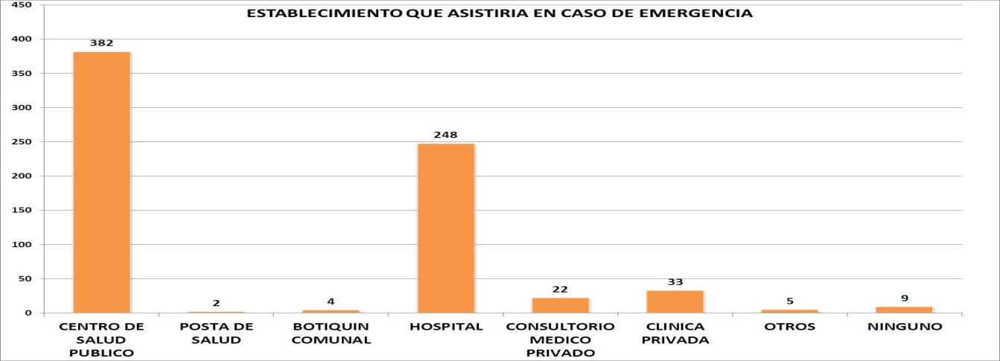 ESTABLECIMIENTO QUE ASISTIRIA EN CASO DE EMERGENCIA
450
400
350
300
250
200
150
100
50
0
382
2
4
248
22
33
5
9
CENTRO DE
SALUD
PUBLICO
POSTA DE
SALUD
BOTIQUIN
COMUNAL
HOSPITAL
CONSULTORIO
MEDICO
PRIVADO
CLINICA
PRIVADA
OTROS
NINGUNO